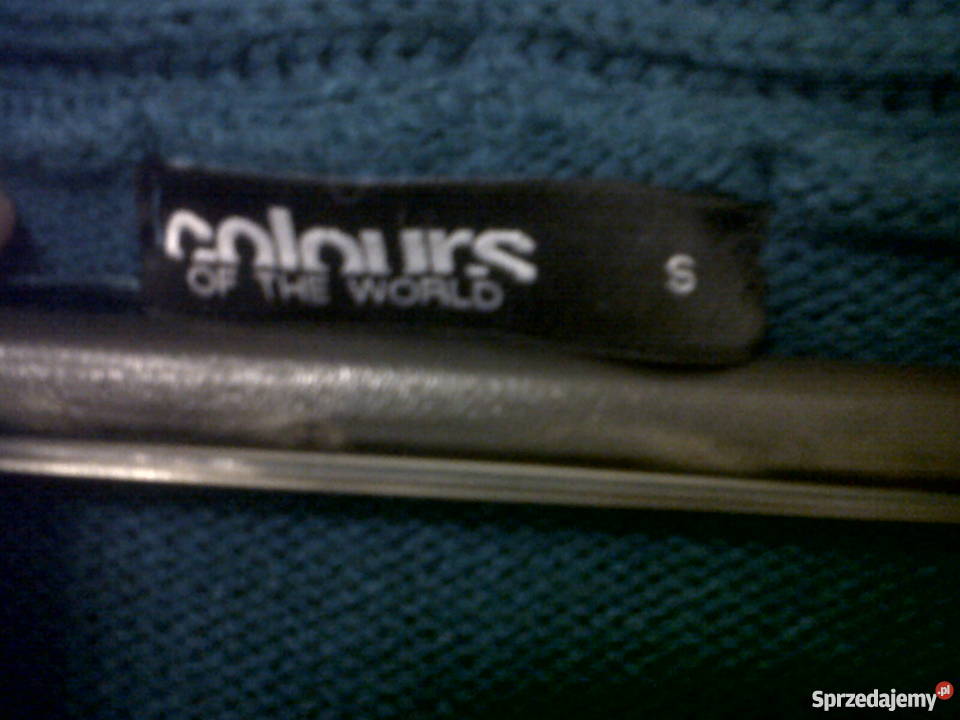 colours S
OF THE WORLD
Sprzedajemy.pl